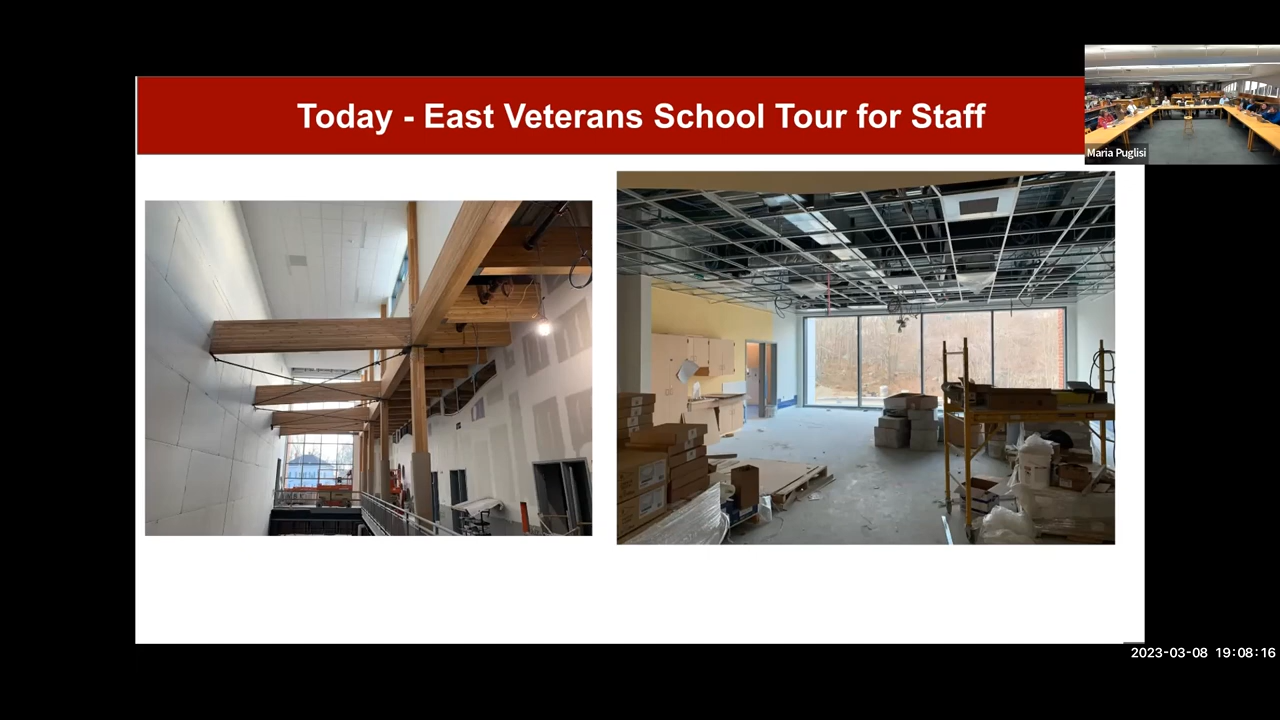 Today - East Veterans School Tour for Staff
Maria Puglisi
2023-03-08 19:08:16